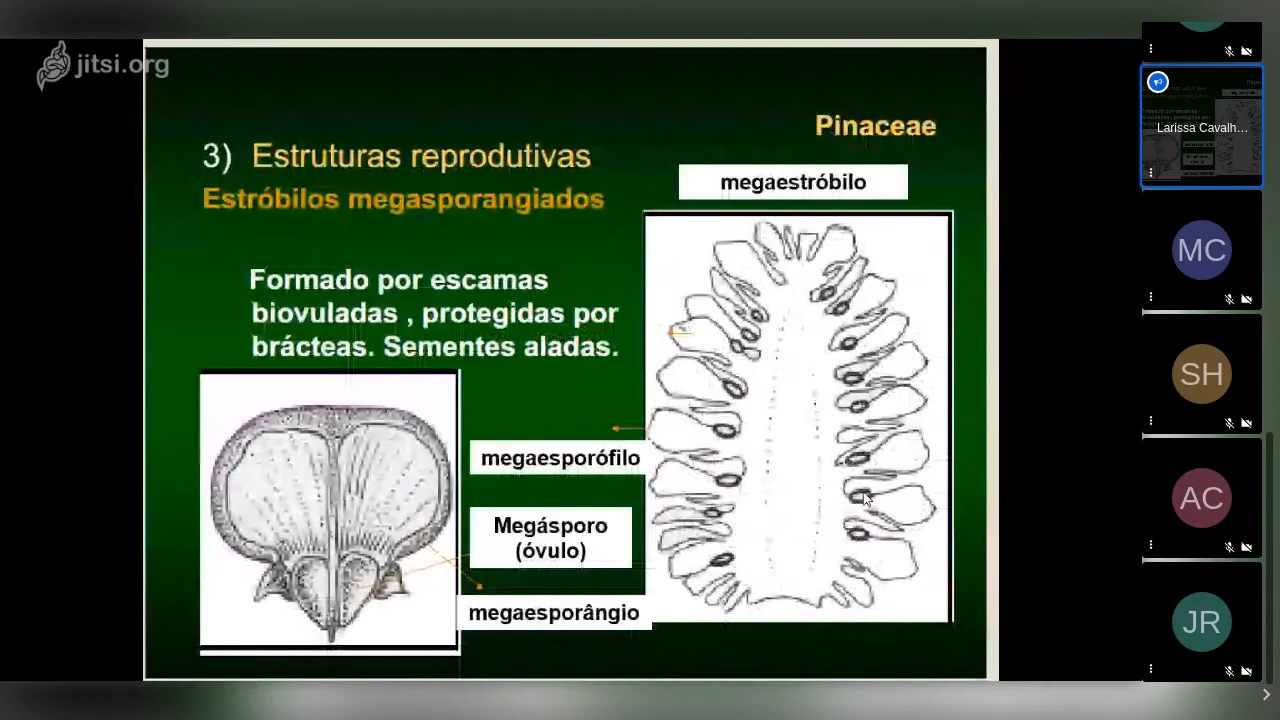 jitsi.org
Pinaceae
3) Estruturas reprodutivas
Estróbilos megasporangiados
megaestróbilo
Formado por escamas
biovuladas , protegidas por
brácteas. Sementes aladas.
megaesporófilo
Megásporo
(óvulo)
megaesporângio
Larissa Cavalh...
MC
SH
AC
JR